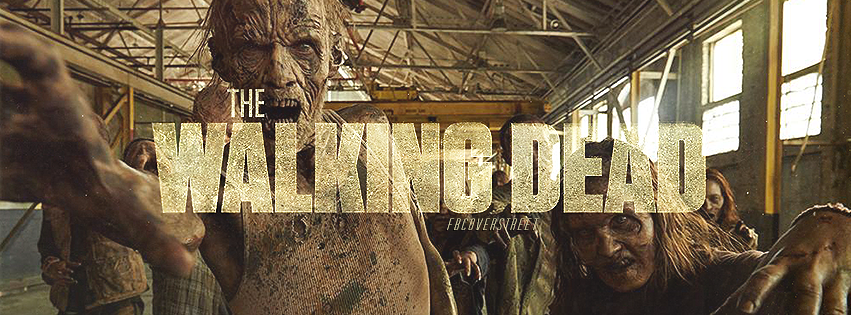 THE
WALKING DEAD
FBCOVERSTREET